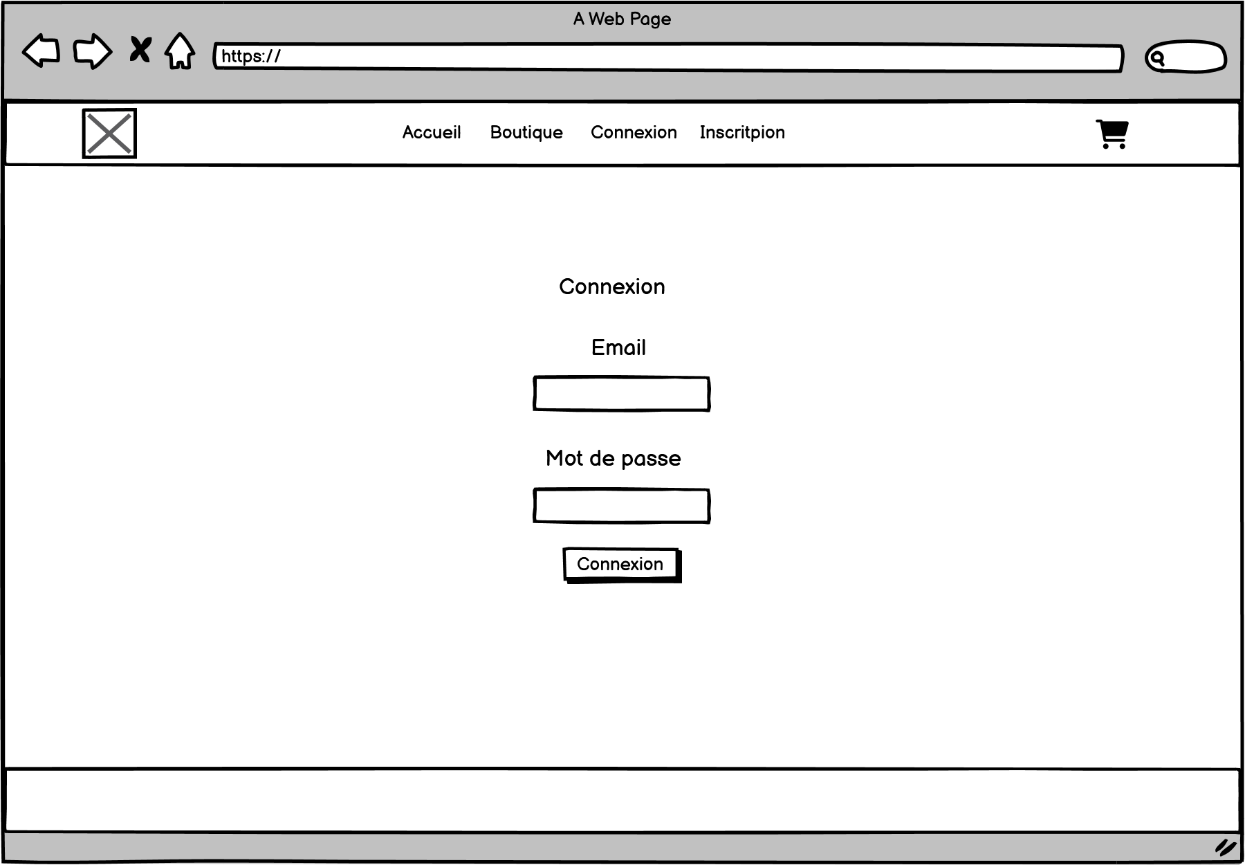 A Web Page
https://
Accueil Boutique Connexion Inscritpion
Connexion
Email
Mot de passe
Connexion